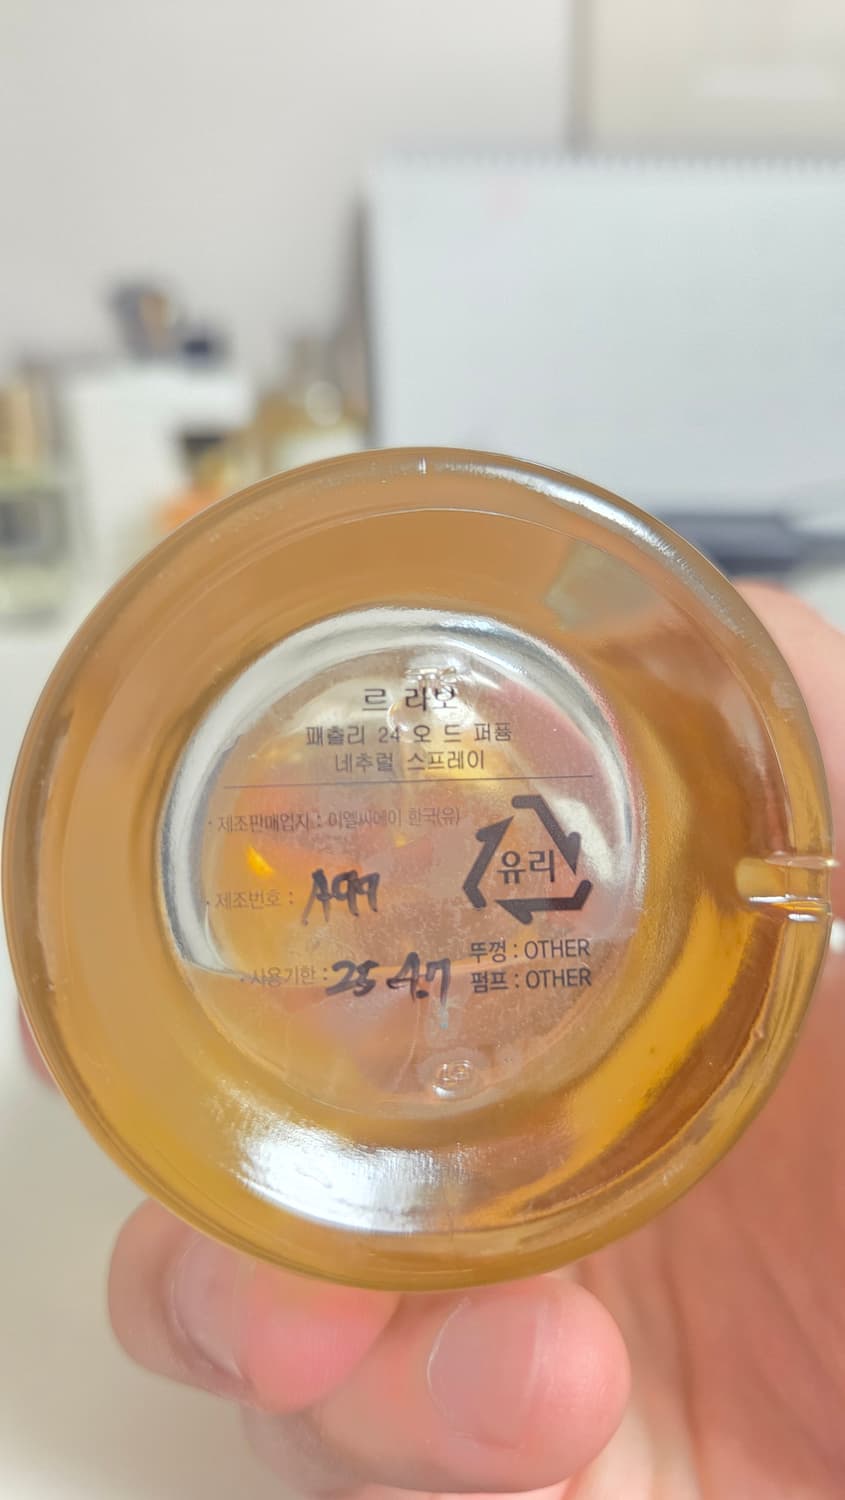 르 라보
패츌리 24 오 드 퍼퓸
네추럴 스프레이
· 제조판매업자 : 이엘씨에이 한국(유)
유리
· 제조번호 : A99
· 사용기한 : 25 4.7
뚜껑 : OTHER
펌프 : OTHER